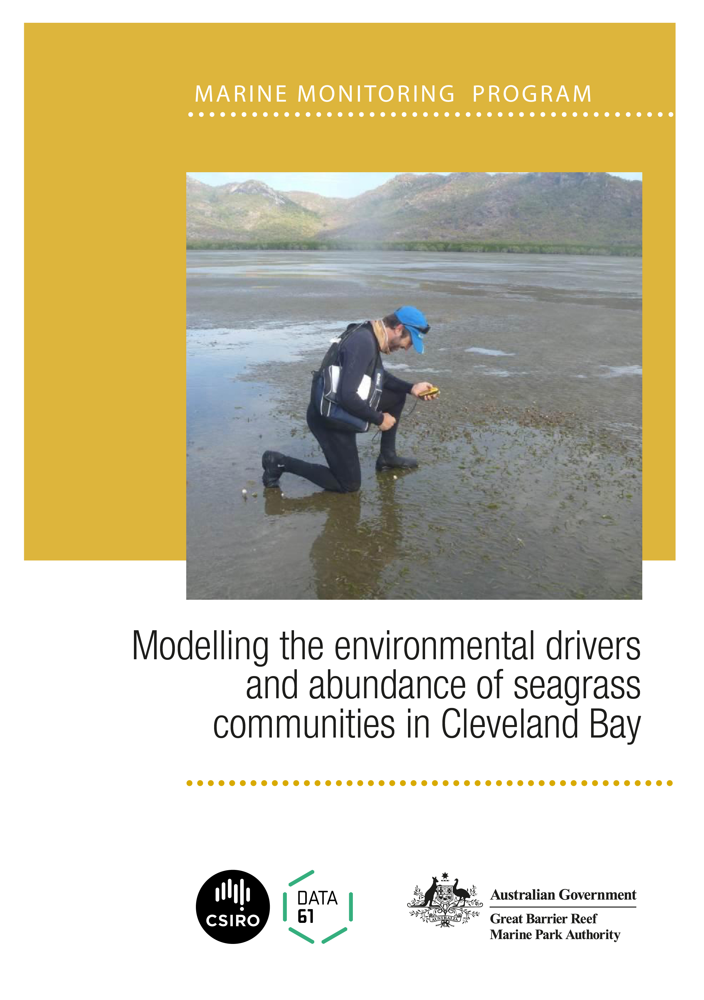 MARINE MONITORING PROGRAM
Modelling the environmental drivers
and abundance of seagrass
communities in Cleveland Bay
CSIRO
DATA
61
AUSTRALIA
Australian Government
Great Barrier Reef
Marine Park Authority